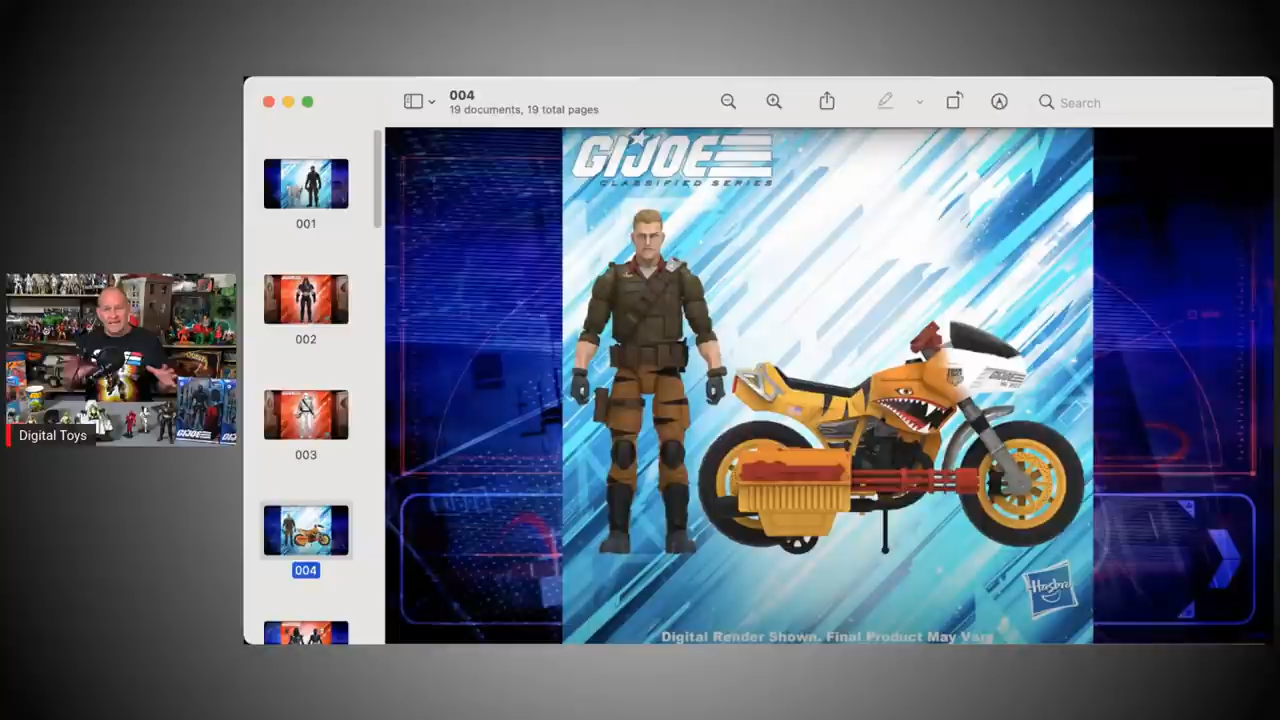 004
19 documents, 19 total pages
Search
001
002
003
004
GIJOE
CLASSIFIED SERIES
Hasbro
Digital Render Shown. Final Product May Vary
Digital Toys